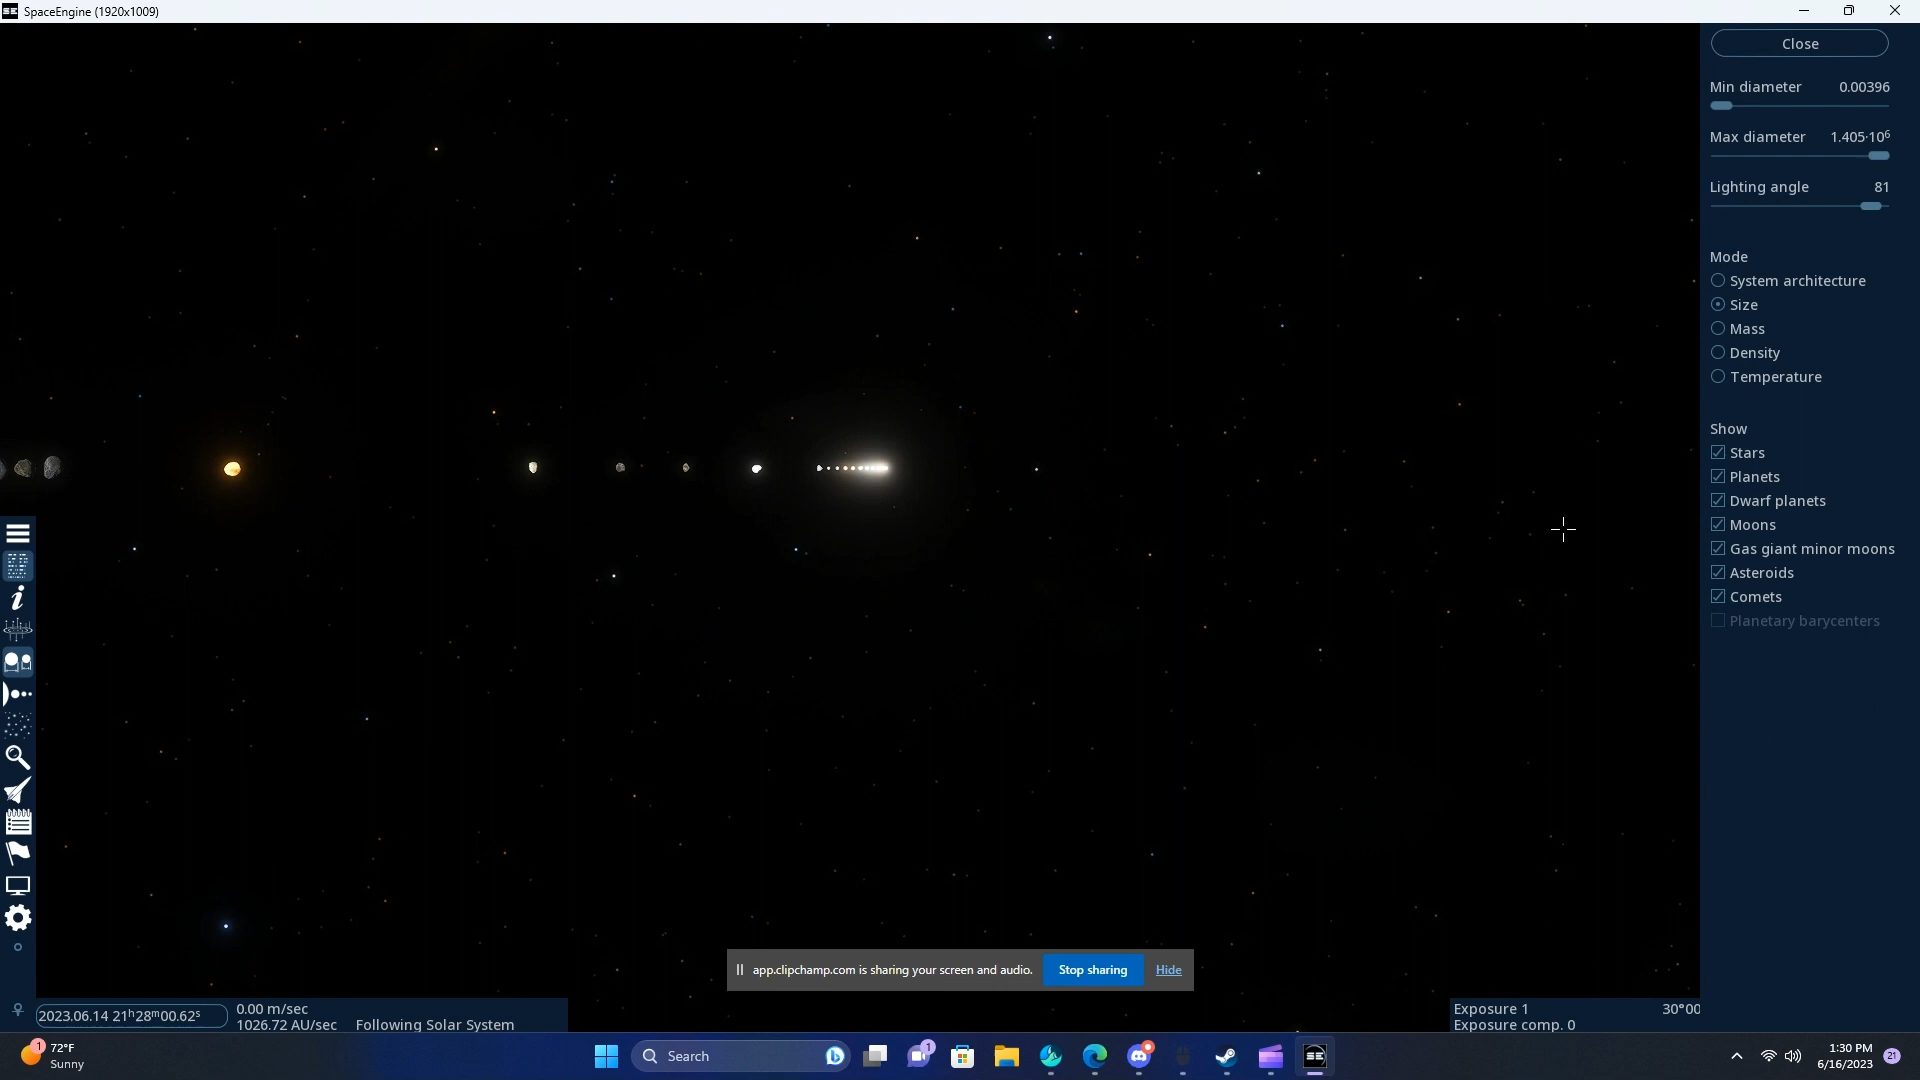 SpaceEngine (1920x1009)
Close
Min diameter 0.00396
Max diameter 1.405·10⁶
Lighting angle 81
Mode
System architecture
Size
Mass
Density
Temperature
Show
Stars
Planets
Dwarf planets
Moons
Gas giant minor moons
Asteroids
Comets
Planetary barycenters
app.clipchamp.com is sharing your screen and audio. Stop sharing Hide
2023.06.14 21ʰ28ᵐ00.62ˢ
0.00 m/sec
1026.72 AU/sec Following Solar System
Exposure 1 30°00
Exposure comp. 0
1
72°F
Sunny
Search
1
SE
1:30 PM
6/16/2023
21